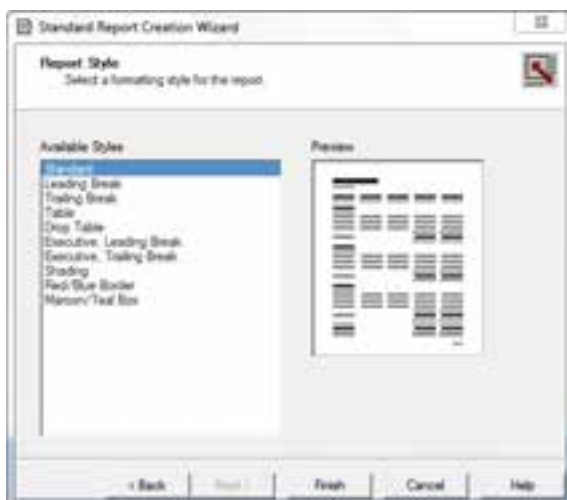 Standard Report Creation Wizard
Report Style
Select a formatting style for the report.
Available Styles
Preview
Standard
Leading Break
Trailing Break
Table
Drop Table
Executive, Leading Break
Executive, Trailing Break
Shading
Red/Blue Border
Maroon/Teal Box
< Back
Next >
Finish
Cancel
Help